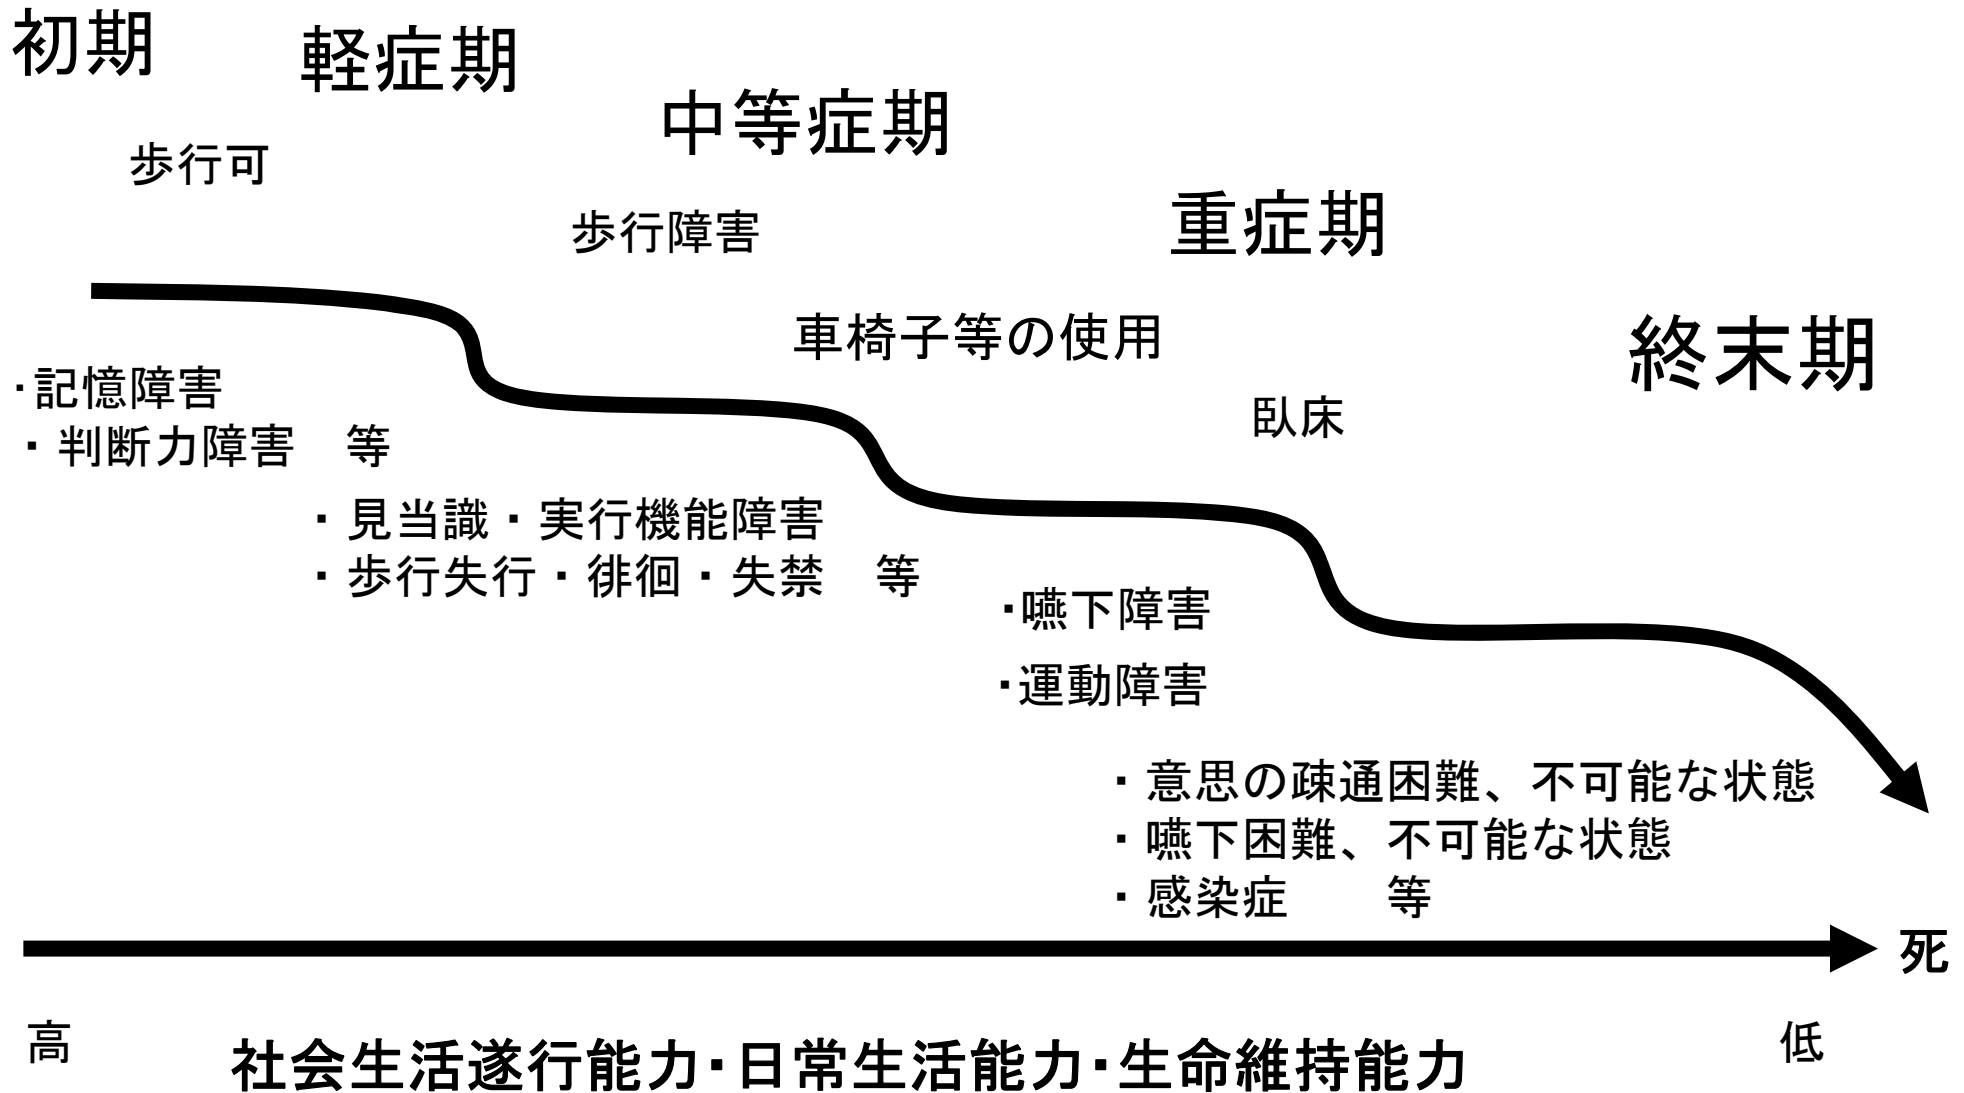 初期
軽症期
中等症期
歩行可
重症期
歩行障害
車椅子等の使用
終末期
・記憶障害
・判断力障害　等
臥床
・見当識・実行機能障害
・歩行失行・徘徊・失禁　等
・嚥下障害
・運動障害
・意思の疎通困難、不可能な状態
・嚥下困難、不可能な状態
・感染症　　等
死
高
低
社会生活遂行能力・日常生活能力・生命維持能力